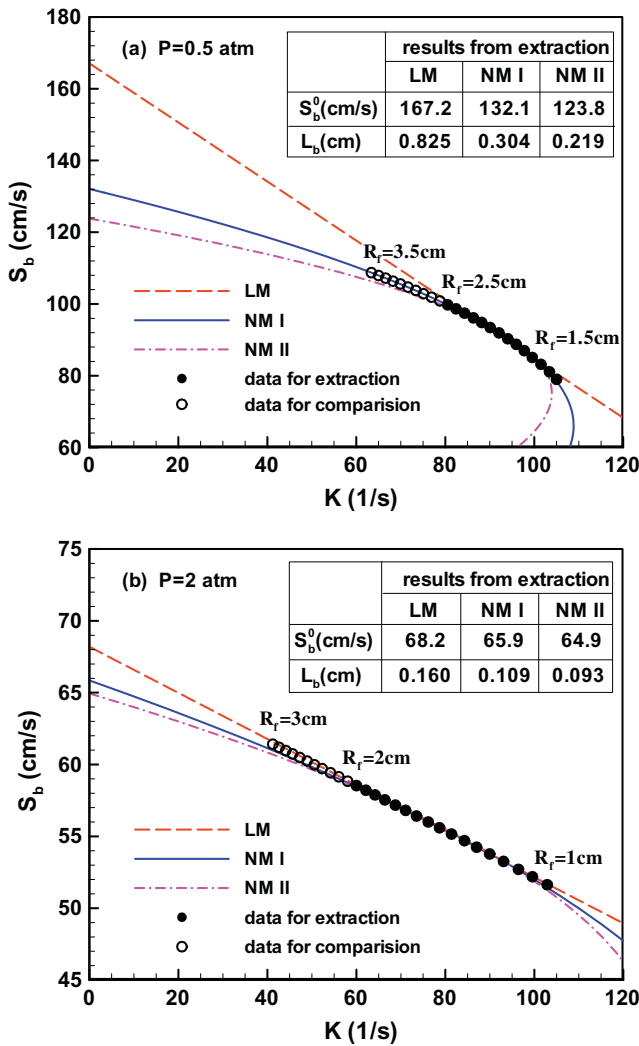 (a) P=0.5 atm
results from extraction
LM NM I NM II
S_b^0(cm/s) 167.2 132.1 123.8
L_b(cm) 0.825 0.304 0.219
R_f=3.5cm
R_f=2.5cm
R_f=1.5cm
LM
NM I
NM II
data for extraction
data for comparision
180
160
140
120
100
80
60
S_b (cm/s)
0 20 40 60 80 100 120
K (1/s)
(b) P=2 atm
results from extraction
LM NM I NM II
S_b^0(cm/s) 68.2 65.9 64.9
L_b(cm) 0.160 0.109 0.093
R_f=3cm
R_f=2cm
R_f=1cm
LM
NM I
NM II
data for extraction
data for comparision
75
70
65
60
55
50
45
S_b (cm/s)
0 20 40 60 80 100 120
K (1/s)